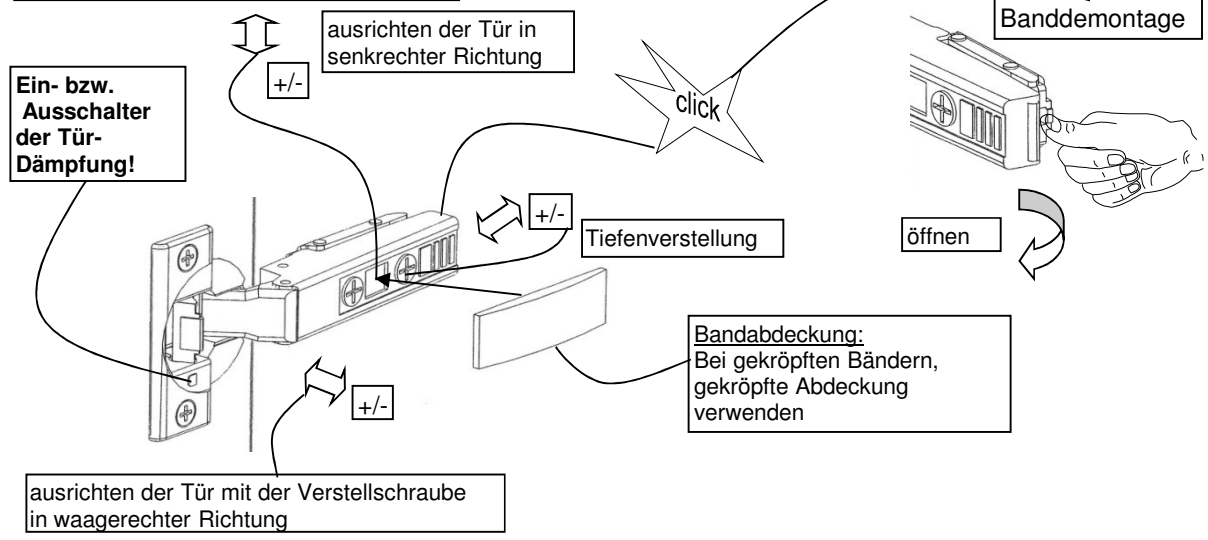 Banddemontage
ausrichten der Tür in
senkrechter Richtung
+/-
click
Ein- bzw.
Ausschalter
der Tür-
Dämpfung!
+/-
Tiefenverstellung
öffnen
Bandabdeckung:
Bei gekröpften Bändern,
gekröpfte Abdeckung
verwenden
+/-
ausrichten der Tür mit der Verstellschraube
in waagerechter Richtung